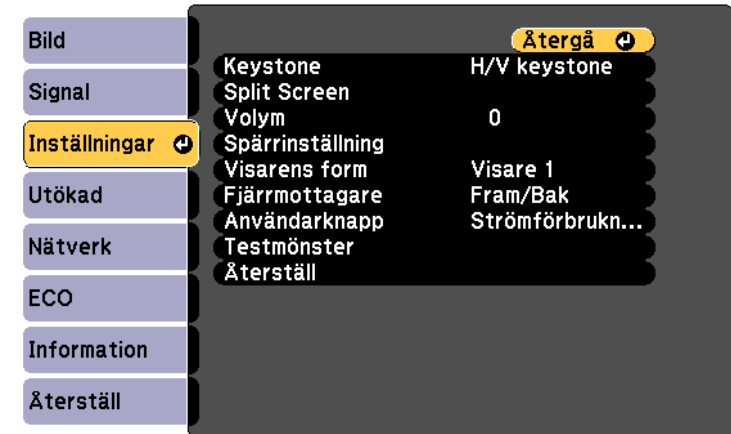 Bild
Signal
Inställningar
Utökad
Nätverk
ECO
Information
Återställ
Återgå
Keystone H/V keystone
Split Screen
Volym 0
Spärrinställning
Visarens form Visare 1
Fjärrmottagare Fram/Bak
Användarknapp Strömförbrukn...
Testmönster
Återställ